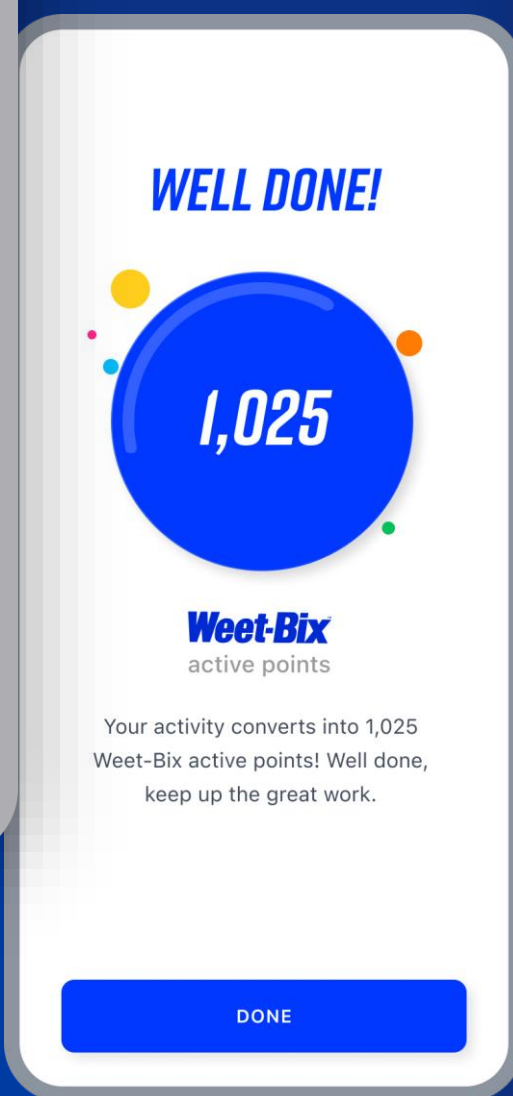 WELL DONE!
1,025
Weet-Bix
active points
Your activity converts into 1,025
Weet-Bix active points! Well done,
keep up the great work.
DONE